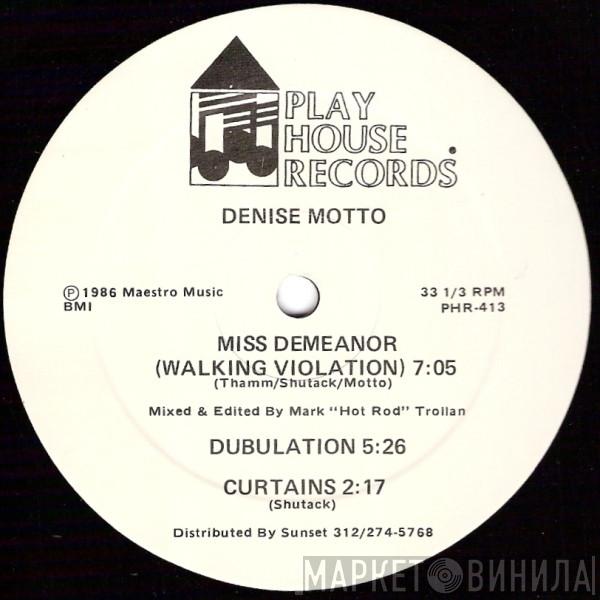 PLAY
HOUSE
RECORDS®
DENISE MOTTO
℗ 1986 Maestro Music
BMI
33 1/3 RPM
PHR-413
MISS DEMEANOR
(WALKING VIOLATION) 7:05
(Thamm/Shutack/Motto)
Mixed & Edited By Mark "Hot Rod" Trollan
DUBULATION 5:26
CURTAINS 2:17
(Shutack)
Distributed By Sunset 312/274-5768
МАРКЕТ ВИНИЛА